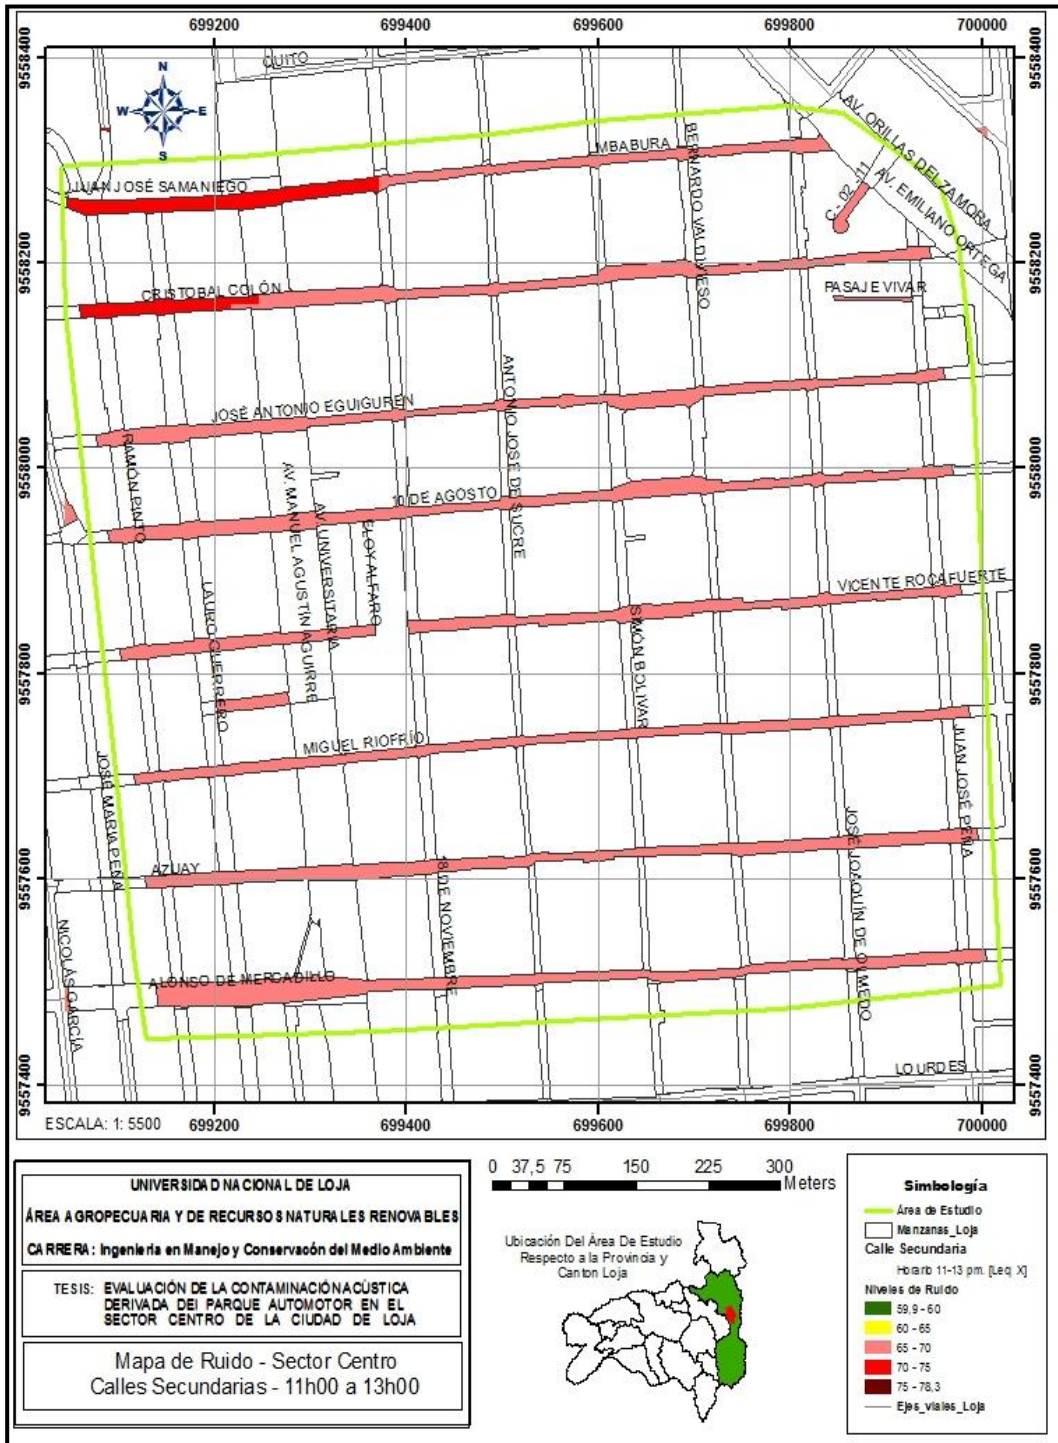 699200 699400 699600 699800 700000
9558400
9558400
N
W E
S
QUITO
AV. ORILLAS DEL ZAMORA
BERNARDO VALDIVIESO
MBABURA
JUAN JOSÉ SAMANIEGO
C - 02 - 11
AV. EMILIANO ORTEGA
9558200
9558200
CRISTOBAL COLÓN
PASAJE VIVAR
ANTONIO JOSÉ DE SUCRE
JOSÉ ANTONIO EGUIGUREN
RAMÓN PINTO
9558000
9558000
AV. MANUEL AGUSTÍN AGUIRRE
10 DE AGOSTO
AV. UNIVERSITARIA
ELOY ALFARO
VICENTE ROCAFUERTE
LAURO GUERRERO
SIMÓN BOLIVAR
9557800
9557800
MIGUEL RIOFRÍO
JUAN JOSÉ PEÑA
JOSÉ MARIA PEÑA
JOSÉ JOAQUÍN DE OLMEDO
AZUAY
18 DE NOVIEMBRE
9557600
9557600
NICOLÁS GARCÍA
ALONSO DE MERCADILLO
LOURDES
9557400
9557400
ESCALA: 1: 5500
699200 699400 699600 699800 700000
UNIVERSIDAD NACIONAL DE LOJA
ÁREA AGROPECUARIA Y DE RECURSOS NATURALES RENOVABLES
CARRERA: Ingeniería en Manejo y Conservacón del Medio Ambiente
TESIS: EVALUACIÓN DE LA CONTAMINACIÓN ACÚSTICA
DERIVADA DEl PARQUE AUTOMOTOR EN EL
SECTOR CENTRO DE LA CIUDAD DE LOJA
Mapa de Ruido - Sector Centro
Calles Secundarias - 11h00 a 13h00
0 37,5 75 150 225 300
Meters
Ubicación Del Área De Estudio
Respecto a la Provincia y
Canton Loja
Simbología
Área de Estudio
Manzanas_Loja
Calle Secundaria
Horario 11-13 pm. [Leq X]
Niveles de Ruido
59,9 - 60
60 - 65
65 - 70
70 - 75
75 - 78,3
Ejes_viales_Loja